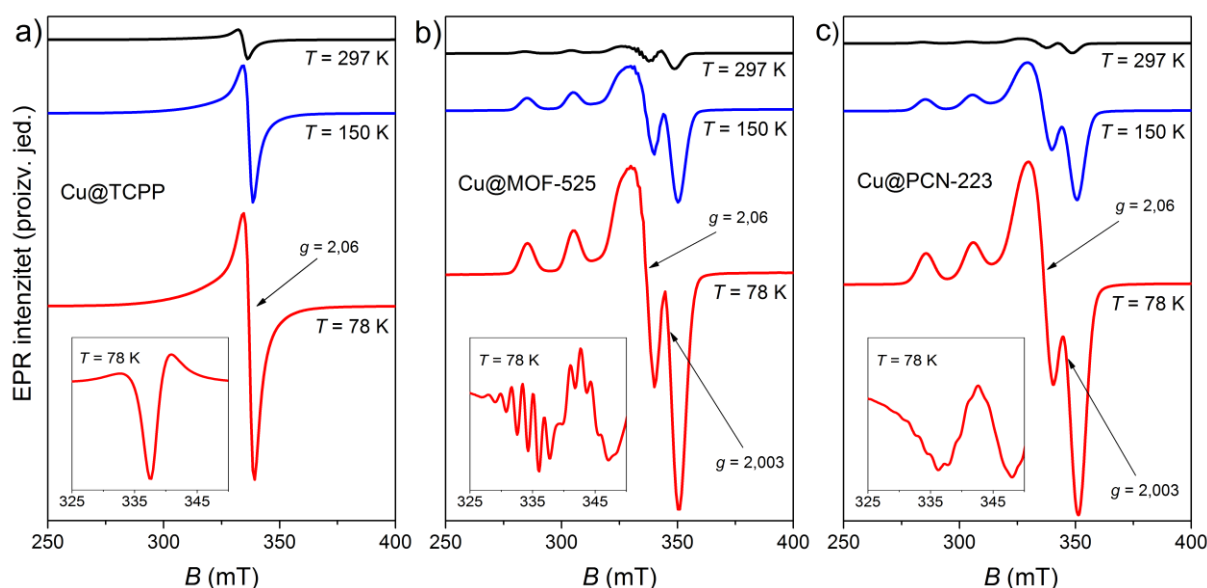 EPR intenzitet (proizv. jed.)
a)
T = 297 K
T = 150 K
Cu@TCPP
g = 2,06
T = 78 K
T = 78 K
325 345
250 300 350 400
B (mT)
b)
T = 297 K
T = 150 K
Cu@MOF-525
g = 2,06
T = 78 K
T = 78 K
325 335 345
g = 2,003
250 300 350 400
B (mT)
c)
T = 297 K
T = 150 K
Cu@PCN-223
g = 2,06
T = 78 K
T = 78 K
325 335 345
g = 2,003
250 300 350 400
B (mT)